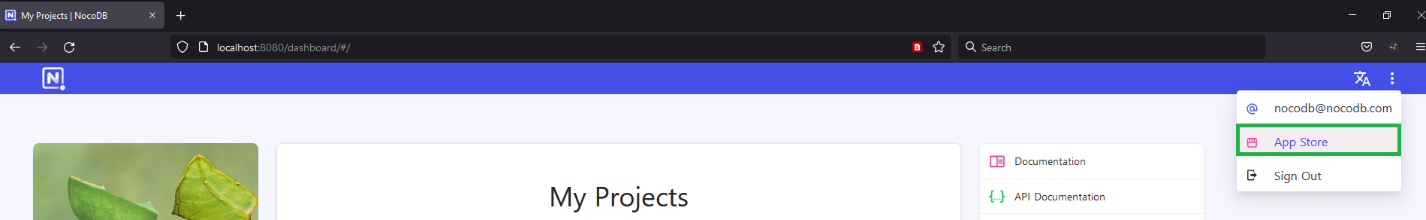 My Projects | NocoDB
localhost:8080/dashboard/#/
Search
nocodb@nocodb.com
App Store
Sign Out
Documentation
API Documentation
My Projects